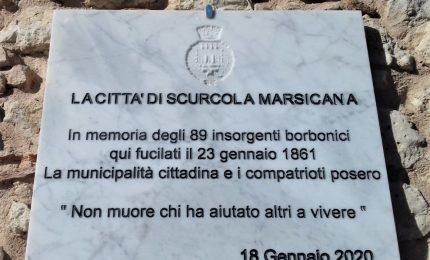 LA CITTA' DI SCURCOLA MARSICANA
In memoria degli 89 insorgenti borbonici
qui fucilati il 23 gennaio 1861
La municipalità cittadina e i compatrioti posero
" Non muore chi ha aiutato altri a vivere "
18 Gennaio 2020